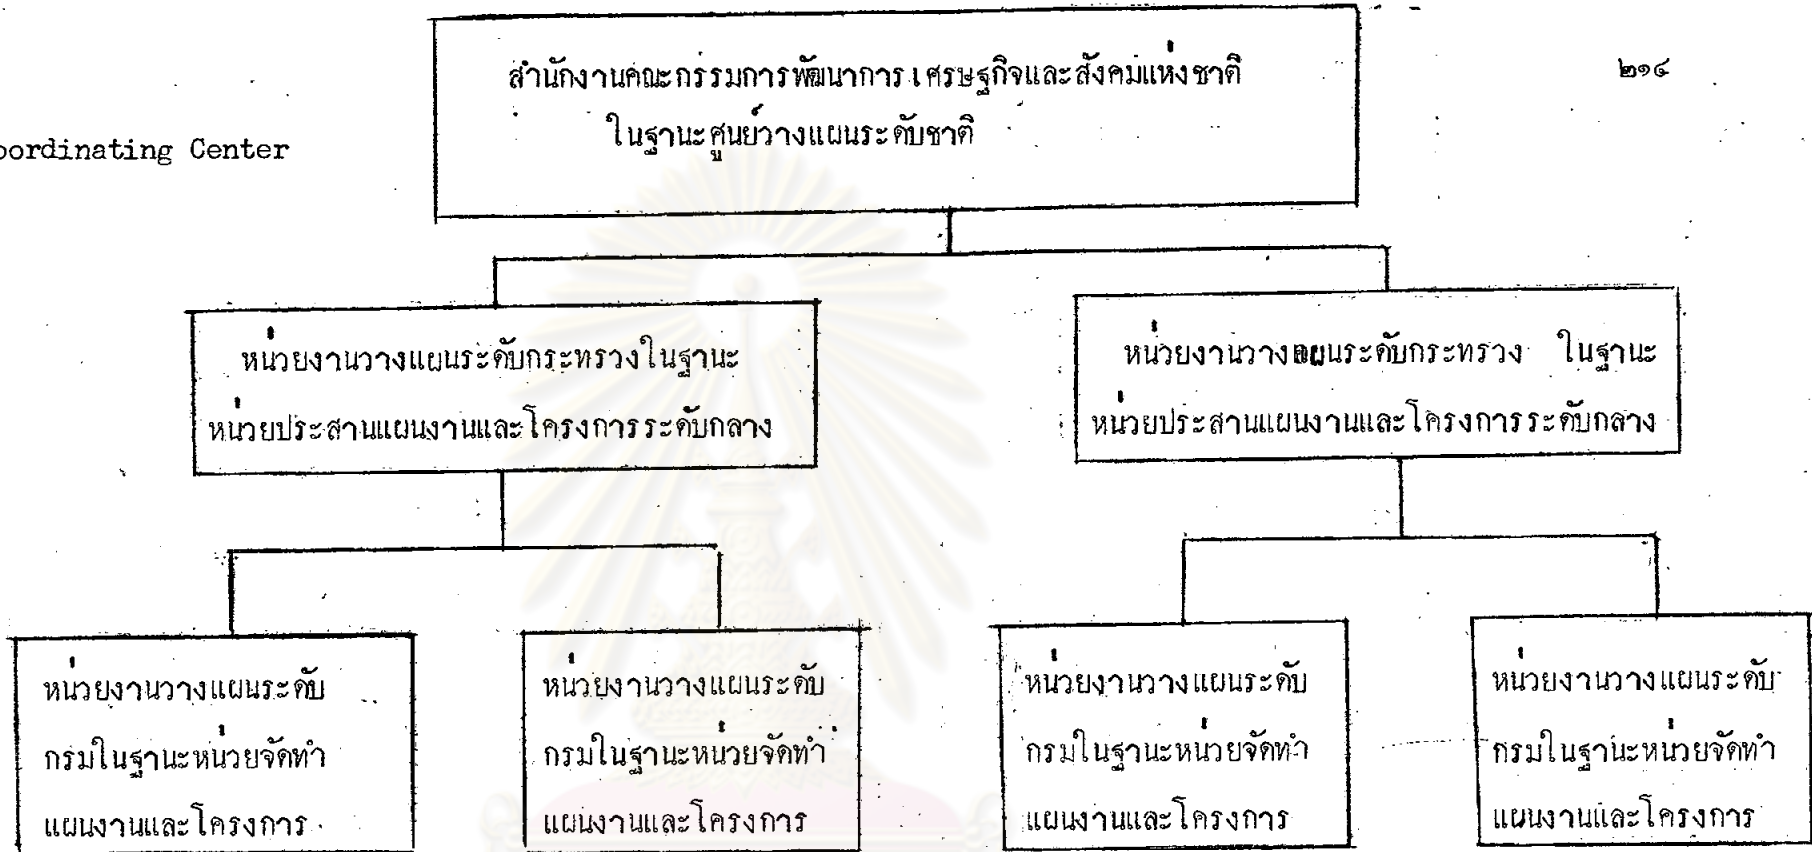 สำนักงานคณะกรรมการพัฒนาการเศรษฐกิจและสังคมแห่งชาติ
๒๑๔
ในฐานะศูนย์วางแผนระดับชาติ
oordinating Center
หน่วยงานวางแผนระดับกระทรวงในฐานะ
หน่วยประสานแผนงานและโครงการระดับกลาง
หน่วยงานวางแผนระดับกระทรวง ในฐานะ
หน่วยประสานแผนงานและโครงการระดับกลาง
หน่วยงานวางแผนระดับ
กรมในฐานะหน่วยจัดทำ
แผนงานและโครงการ
หน่วยงานวางแผนระดับ
กรมในฐานะหน่วยจัดทำ
แผนงานและโครงการ
หน่วยงานวางแผนระดับ
กรมในฐานะหน่วยจัดทำ
แผนงานและโครงการ
หน่วยงานวางแผนระดับ
กรมในฐานะหน่วยจัดทำ
แผนงานและโครงการ